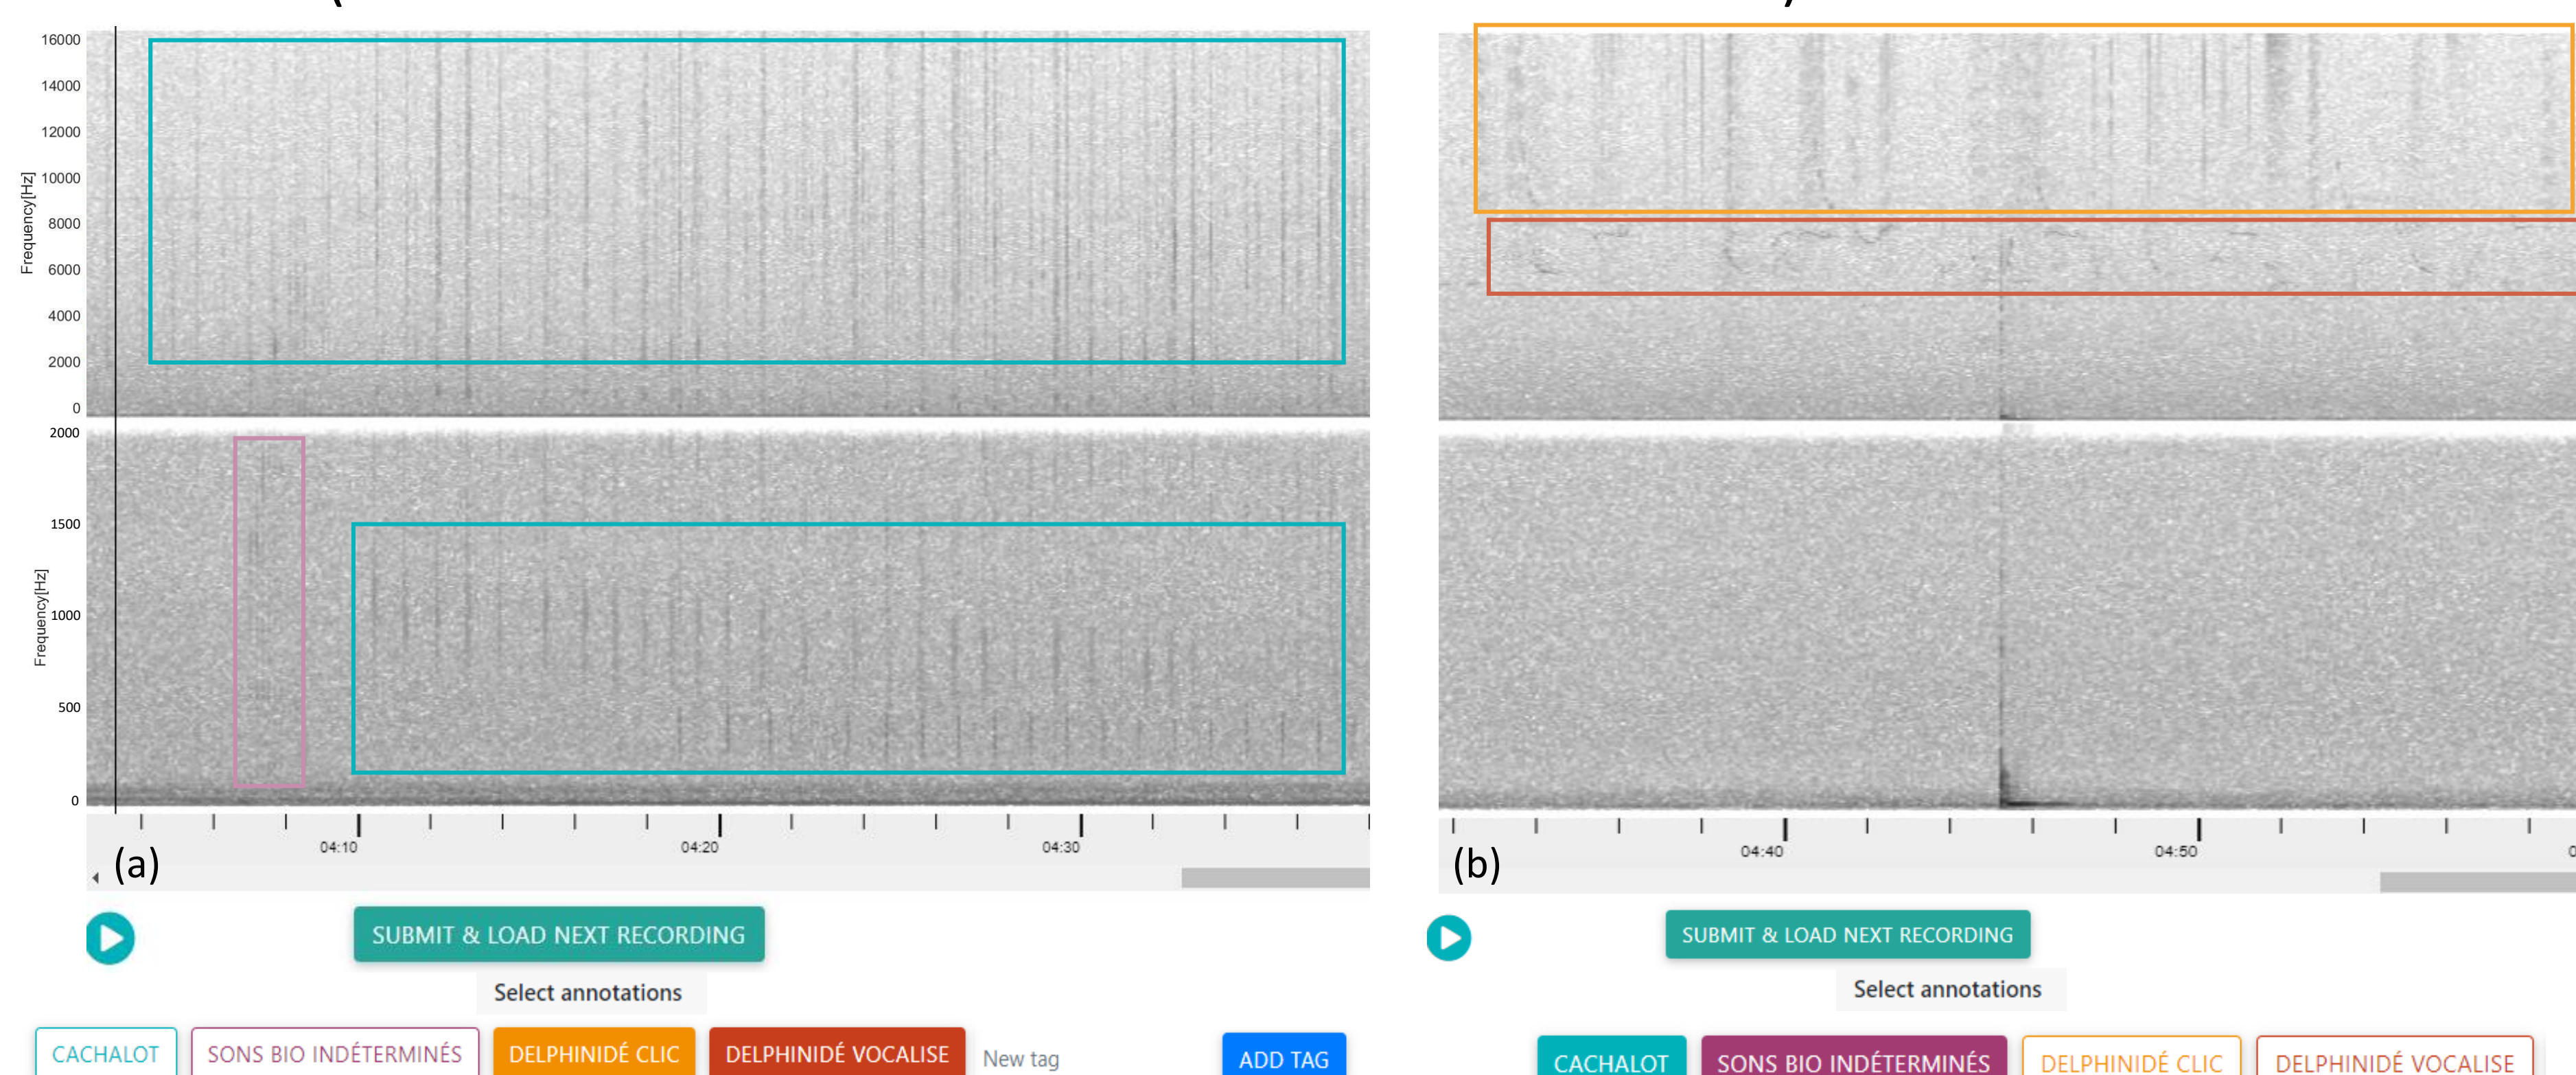 (
)
16000
14000
12000
10000
8000
6000
4000
2000
0
Frequency[Hz]
2000
1500
1000
500
0
Frequency[Hz]
04:10
04:20
04:30
(a)
04:40
04:50
0
(b)
SUBMIT & LOAD NEXT RECORDING
Select annotations
CACHALOT
SONS BIO INDÉTERMINÉS
DELPHINIDÉ CLIC
DELPHINIDÉ VOCALISE
New tag
ADD TAG
SUBMIT & LOAD NEXT RECORDING
Select annotations
CACHALOT
SONS BIO INDÉTERMINÉS
DELPHINIDÉ CLIC
DELPHINIDÉ VOCALISE